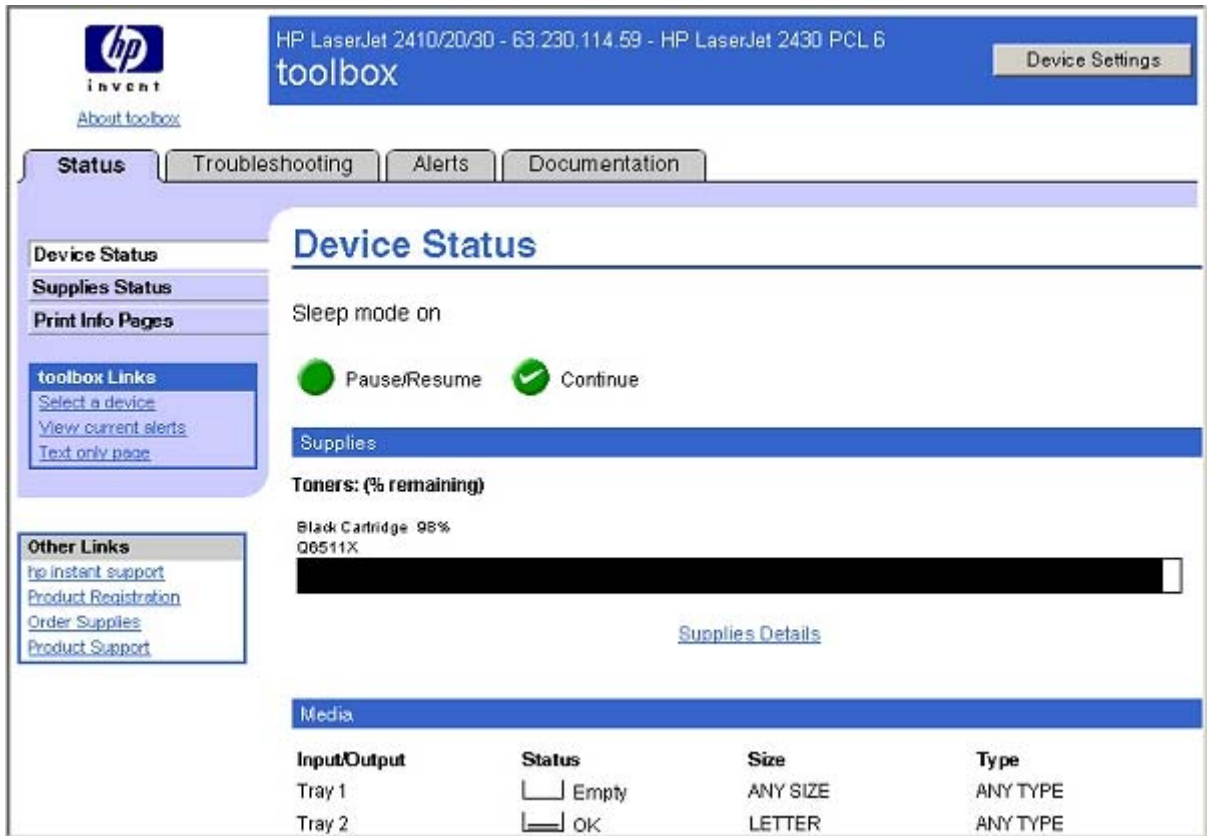 hp
invent
About toolbox
HP LaserJet 2410/20/30 - 63.230.114.59 - HP LaserJet 2430 PCL 6
toolbox
Device Settings
Status
Troubleshooting
Alerts
Documentation
Device Status
Supplies Status
Print Info Pages
toolbox Links
Select a device
View current alerts
Text only page
Other Links
hp instant support
Product Registration
Order Supplies
Product Support
Device Status
Sleep mode on
Pause/Resume
Continue
Supplies
Toners: (% remaining)
Black Cartridge 98%
Q6511X
Supplies Details
Media
Input/Output Status Size Type
Tray 1 Empty ANY SIZE ANY TYPE
Tray 2 OK LETTER ANY TYPE